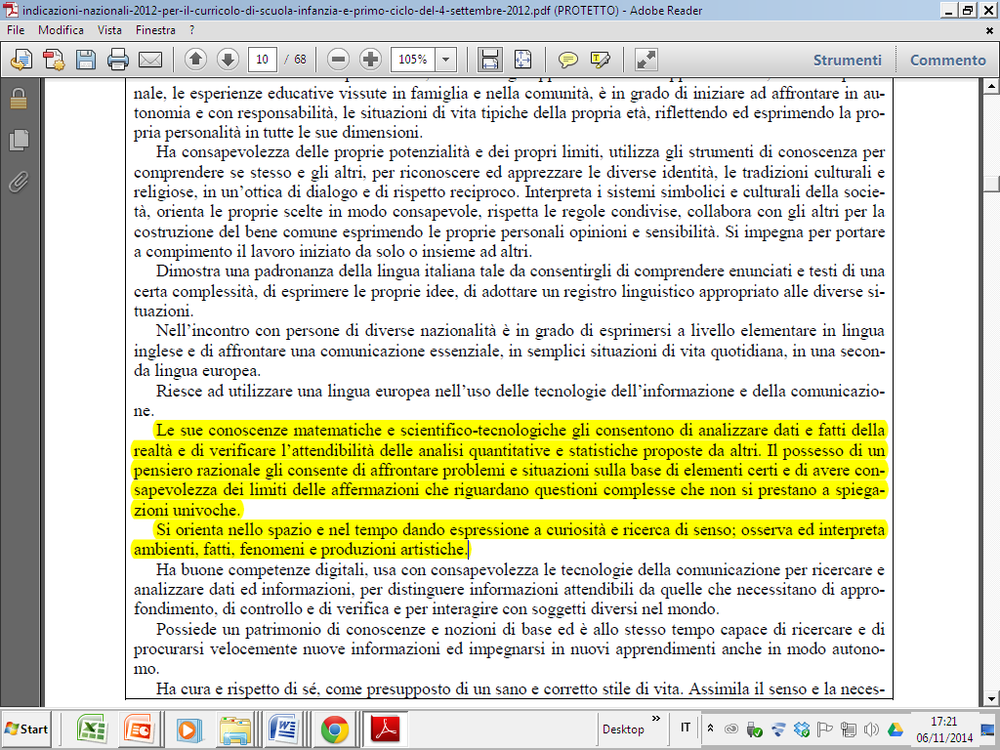 indicazioni-nazionali-2012-per-il-curricolo-di-scuola-infanzia-e-primo-ciclo-del-4-settembre-2012.pdf (PROTETTO) - Adobe Reader
File Modifica Vista Finestra ?
10 / 68 105% Strumenti Commento
nale, le esperienze educative vissute in famiglia e nella comunità, è in grado di iniziare ad affrontare in au-
tonomia e con responsabilità, le situazioni di vita tipiche della propria età, riflettendo ed esprimendo la pro-
pria personalità in tutte le sue dimensioni.
Ha consapevolezza delle proprie potenzialità e dei propri limiti, utilizza gli strumenti di conoscenza per
comprendere se stesso e gli altri, per riconoscere ed apprezzare le diverse identità, le tradizioni culturali e
religiose, in un'ottica di dialogo e di rispetto reciproco. Interpreta i sistemi simbolici e culturali della socie-
tà, orienta le proprie scelte in modo consapevole, rispetta le regole condivise, collabora con gli altri per la
costruzione del bene comune esprimendo le proprie personali opinioni e sensibilità. Si impegna per portare
a compimento il lavoro iniziato da solo o insieme ad altri.
Dimostra una padronanza della lingua italiana tale da consentirgli di comprendere enunciati e testi di una
certa complessità, di esprimere le proprie idee, di adottare un registro linguistico appropriato alle diverse si-
tuazioni.
Nell'incontro con persone di diverse nazionalità è in grado di esprimersi a livello elementare in lingua
inglese e di affrontare una comunicazione essenziale, in semplici situazioni di vita quotidiana, in una secon-
da lingua europea.
Riesce ad utilizzare una lingua europea nell'uso delle tecnologie dell'informazione e della comunicazio-
ne.
Le sue conoscenze matematiche e scientifico-tecnologiche gli consentono di analizzare dati e fatti della
realtà e di verificare l'attendibilità delle analisi quantitative e statistiche proposte da altri. Il possesso di un
pensiero razionale gli consente di affrontare problemi e situazioni sulla base di elementi certi e di avere con-
sapevolezza dei limiti delle affermazioni che riguardano questioni complesse che non si prestano a spiega-
zioni univoche.
Si orienta nello spazio e nel tempo dando espressione a curiosità e ricerca di senso; osserva ed interpreta
ambienti, fatti, fenomeni e produzioni artistiche.
Ha buone competenze digitali, usa con consapevolezza le tecnologie della comunicazione per ricercare e
analizzare dati ed informazioni, per distinguere informazioni attendibili da quelle che necessitano di appro-
fondimento, di controllo e di verifica e per interagire con soggetti diversi nel mondo.
Possiede un patrimonio di conoscenze e nozioni di base ed è allo stesso tempo capace di ricercare e di
procurarsi velocemente nuove informazioni ed impegnarsi in nuovi apprendimenti anche in modo autono-
mo.
Ha cura e rispetto di sé, come presupposto di un sano e corretto stile di vita. Assimila il senso e la neces-
Start Desktop IT 17:21
06/11/2014